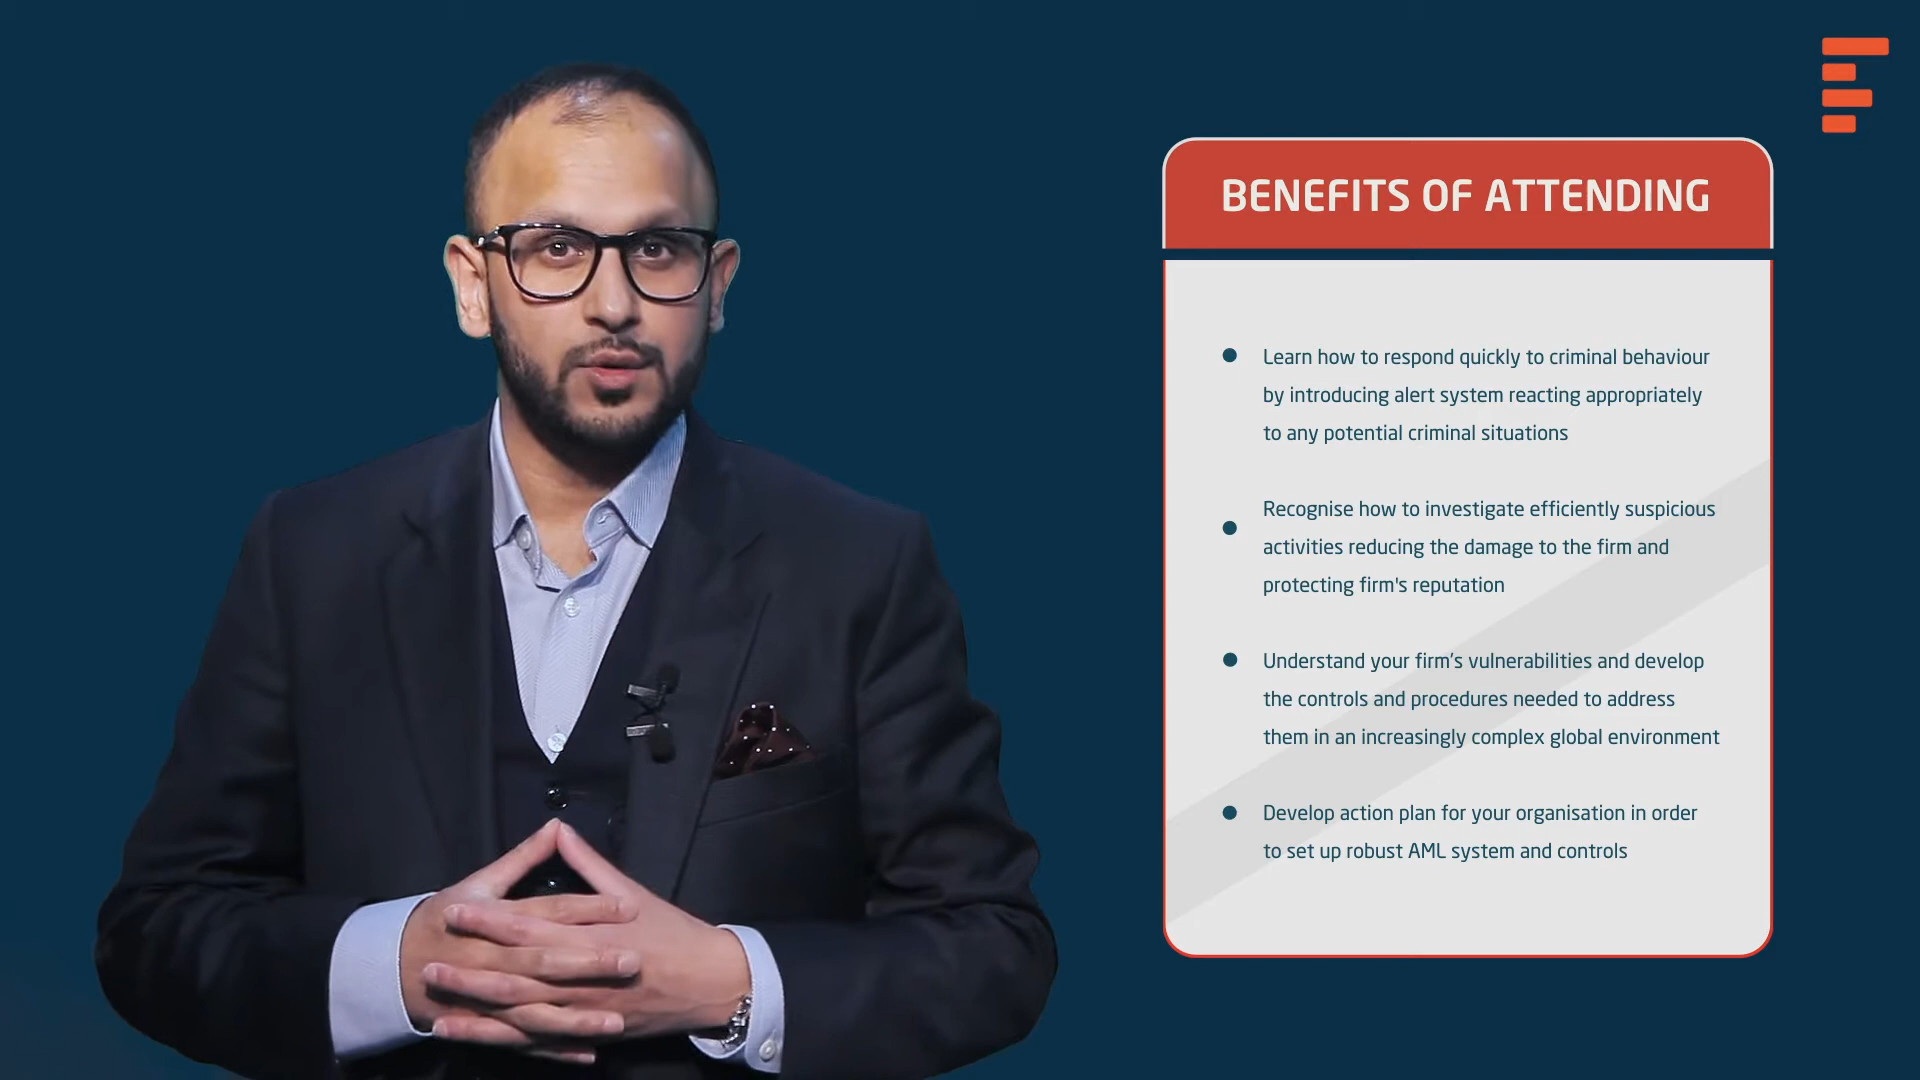 BENEFITS OF ATTENDING
Learn how to respond quickly to criminal behaviour
by introducing alert system reacting appropriately
to any potential criminal situations
Recognise how to investigate efficiently suspicious
activities reducing the damage to the firm and
protecting firm's reputation
Understand your firm's vulnerabilities and develop
the controls and procedures needed to address
them in an increasingly complex global environment
Develop action plan for your organisation in order
to set up robust AML system and controls